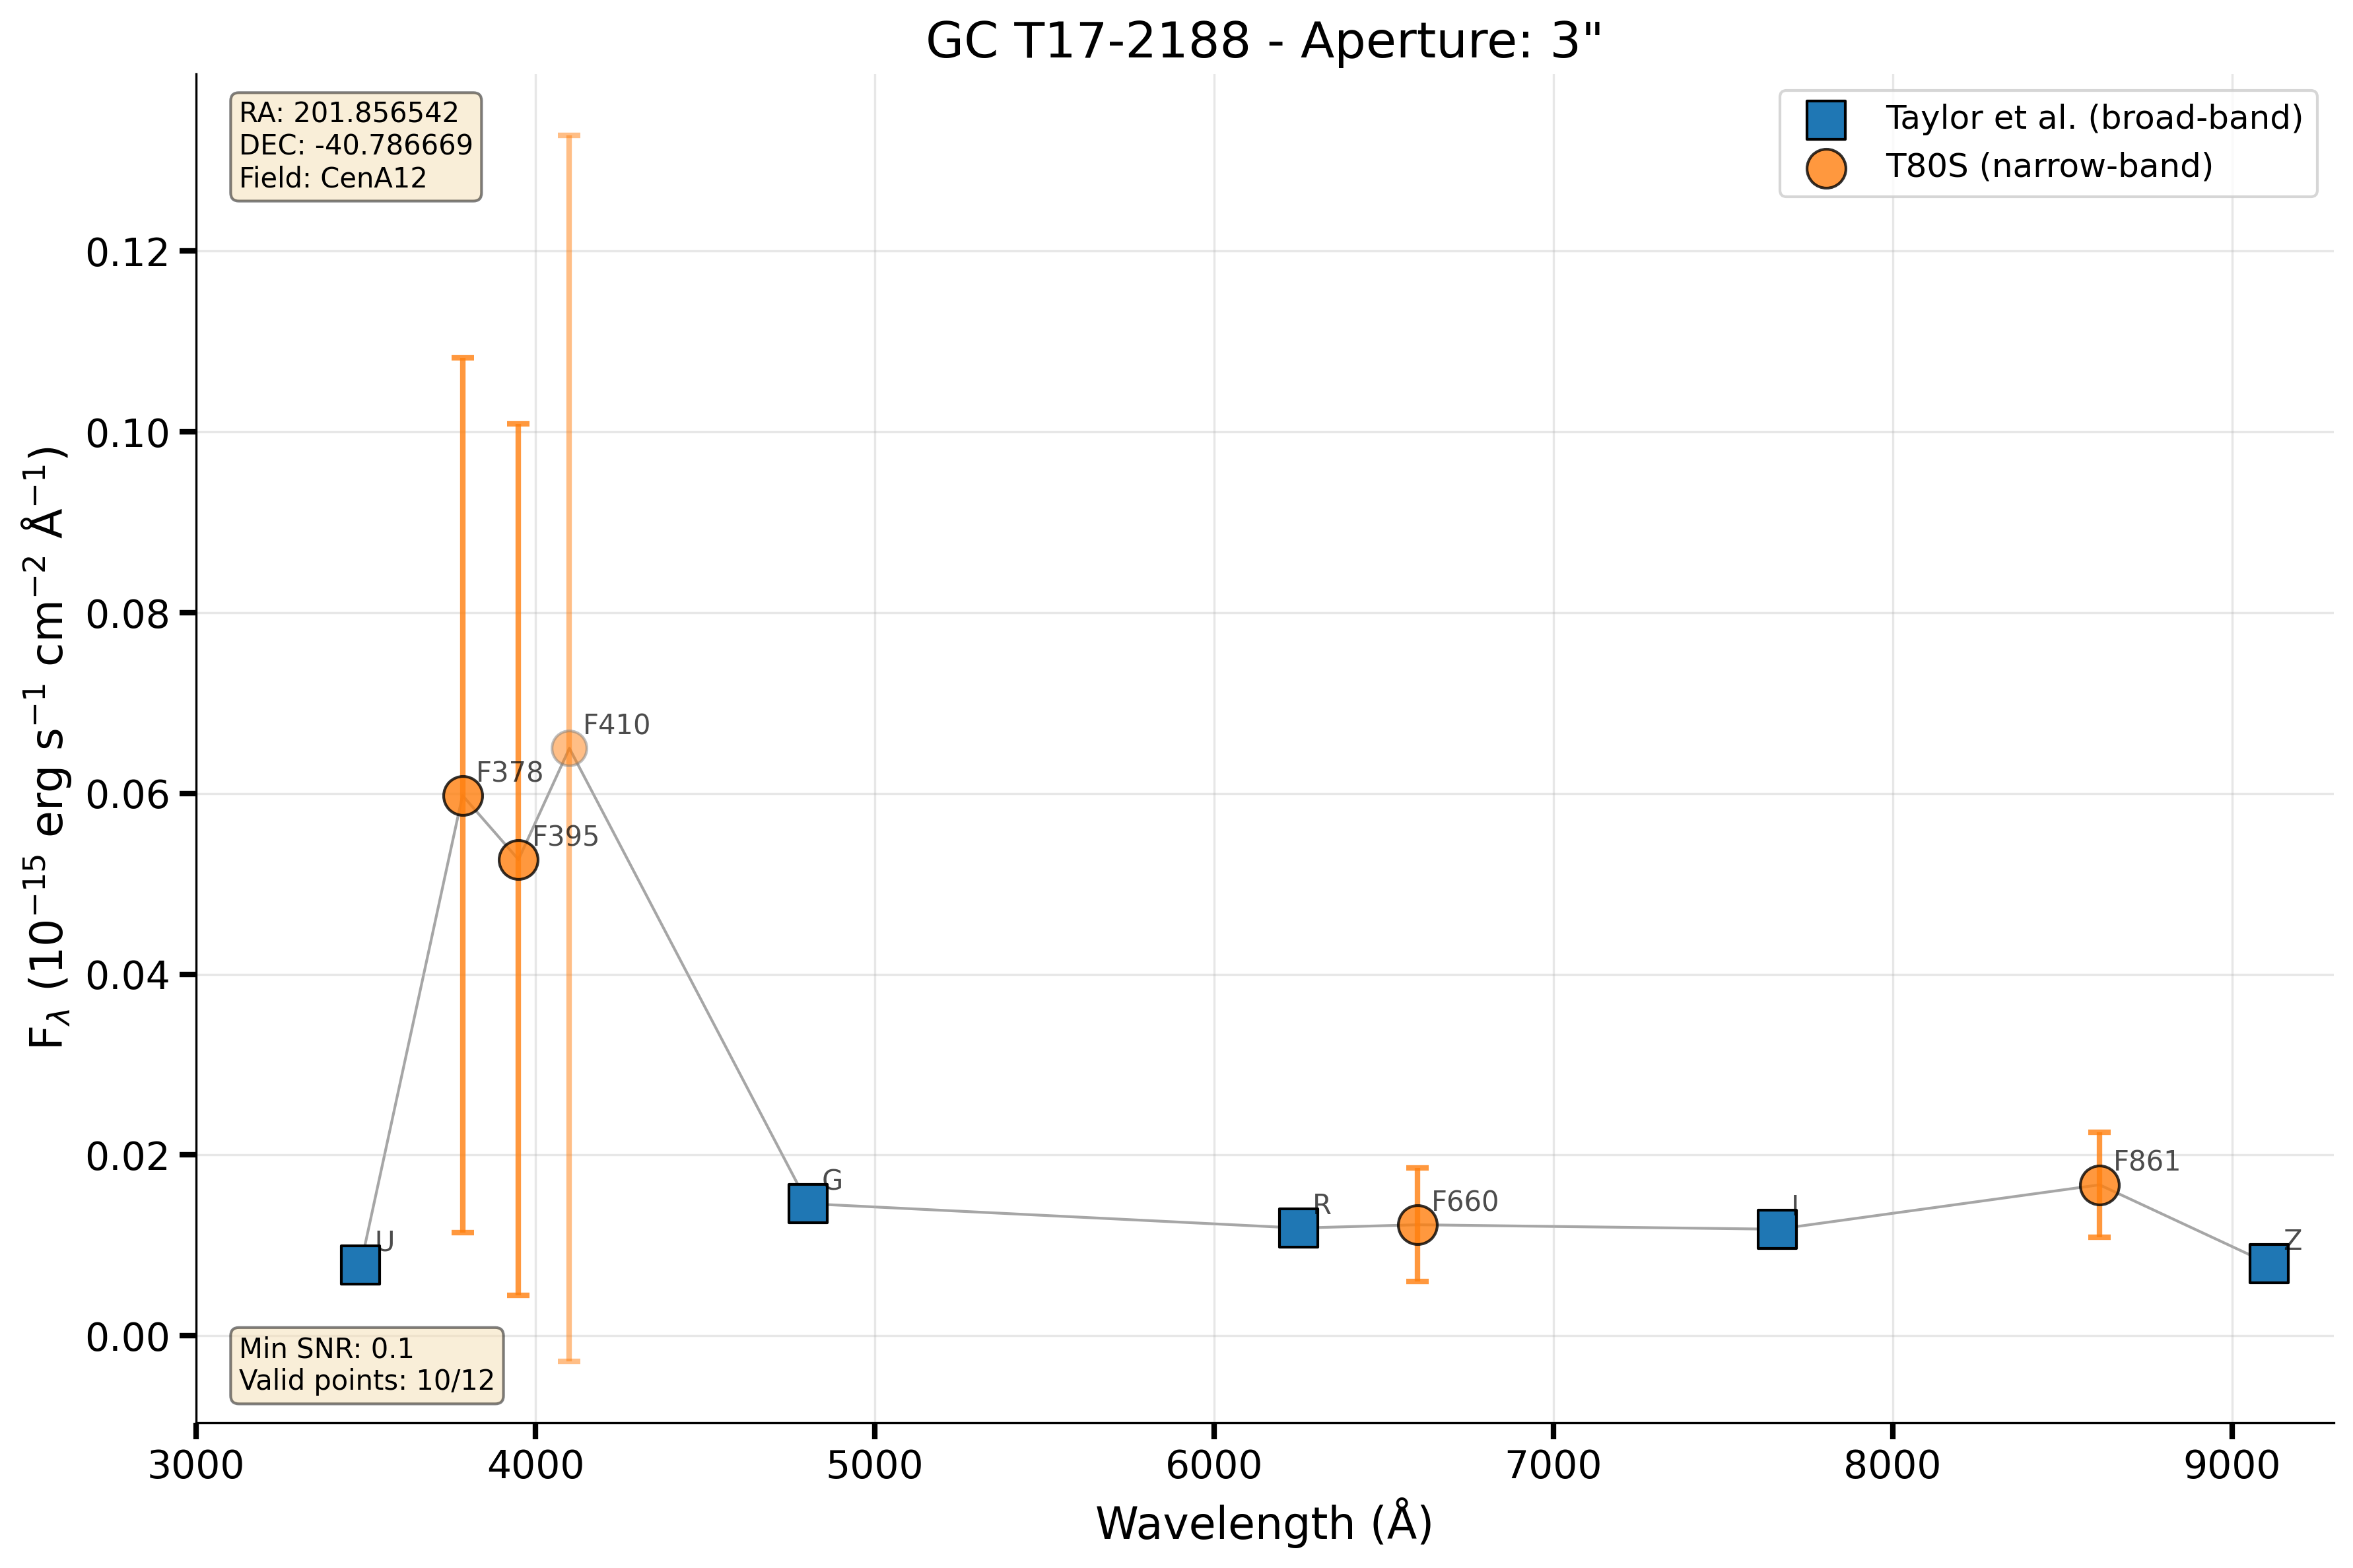 GC T17-2188 - Aperture: 3"
RA: 201.856542
DEC: -40.786669
Field: CenA12
Taylor et al. (broad-band)
T80S (narrow-band)
F$_\lambda$ (10$^{-15}$ erg s$^{-1}$ cm$^{-2}$ Å$^{-1}$)
0.12
0.10
0.08
0.06
0.04
0.02
0.00
F410
F378
F395
G
U
R
F660
I
F861
Z
Min SNR: 0.1
Valid points: 10/12
3000
4000
5000
6000
7000
8000
9000
Wavelength (Å)